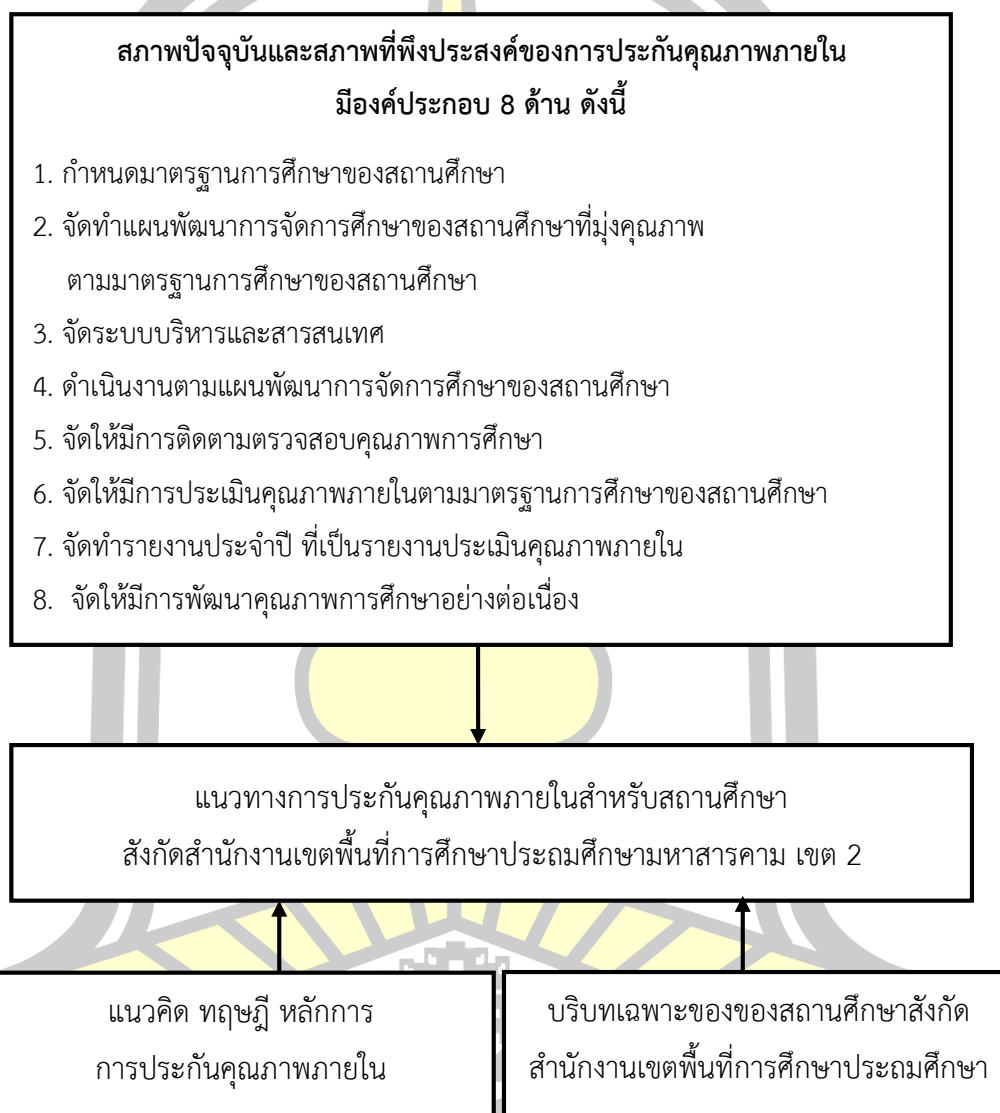 สภาพปัจจุบันและสภาพที่พึงประสงค์ของการประกันคุณภาพภายใน
มีองค์ประกอบ 8 ด้าน ดังนี้
1. กำหนดมาตรฐานการศึกษาของสถานศึกษา
2. จัดทำแผนพัฒนาการจัดการศึกษาของสถานศึกษาที่มุ่งคุณภาพ
ตามมาตรฐานการศึกษาของสถานศึกษา
3. จัดระบบบริหารและสารสนเทศ
4. ดำเนินงานตามแผนพัฒนาการจัดการศึกษาของสถานศึกษา
5. จัดให้มีการติดตามตรวจสอบคุณภาพการศึกษา
6. จัดให้มีการประเมินคุณภาพภายในตามมาตรฐานการศึกษาของสถานศึกษา
7. จัดทำรายงานประจำปี ที่เป็นรายงานประเมินคุณภาพภายใน
8. จัดให้มีการพัฒนาคุณภาพการศึกษาอย่างต่อเนื่อง
แนวทางการประกันคุณภาพภายในสำหรับสถานศึกษา
สังกัดสำนักงานเขตพื้นที่การศึกษาประถมศึกษามหาสารคาม เขต 2
แนวคิด ทฤษฎี หลักการ
การประกันคุณภาพภายใน
บริบทเฉพาะของของสถานศึกษาสังกัด
สำนักงานเขตพื้นที่การศึกษาประถมศึกษา